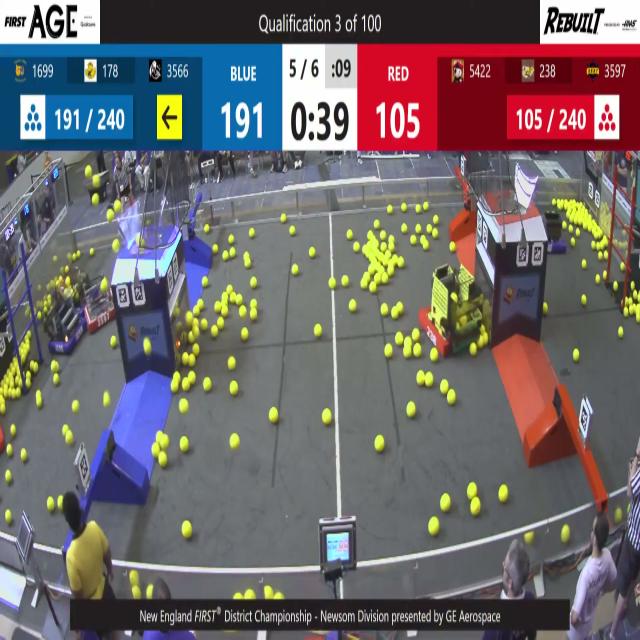 FIRST AGE
Qualification 3 of 100
REBUILT
1699 178 3566
BLUE
5 / 6 :09
RED
5422 238 3597
191 / 240
191
0:39
105
105 / 240
New England FIRST® District Championship - Newsom Division presented by GE Aerospace